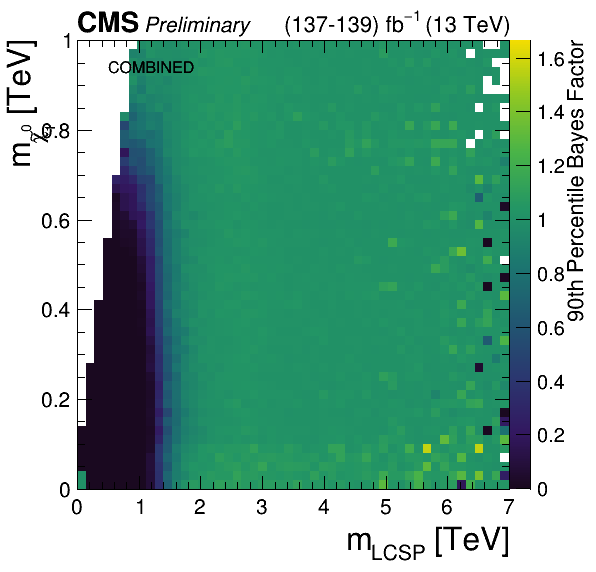 CMS Preliminary (137-139) fb⁻¹ (13 TeV)
COMBINED
m_χ̃₁⁰ [TeV]
1
0.8
0.6
0.4
0.2
0
0 1 2 3 4 5 6 7
m_LCSP [TeV]
1.6
1.4
1.2
1
0.8
0.6
0.4
0.2
0
90th Percentile Bayes Factor